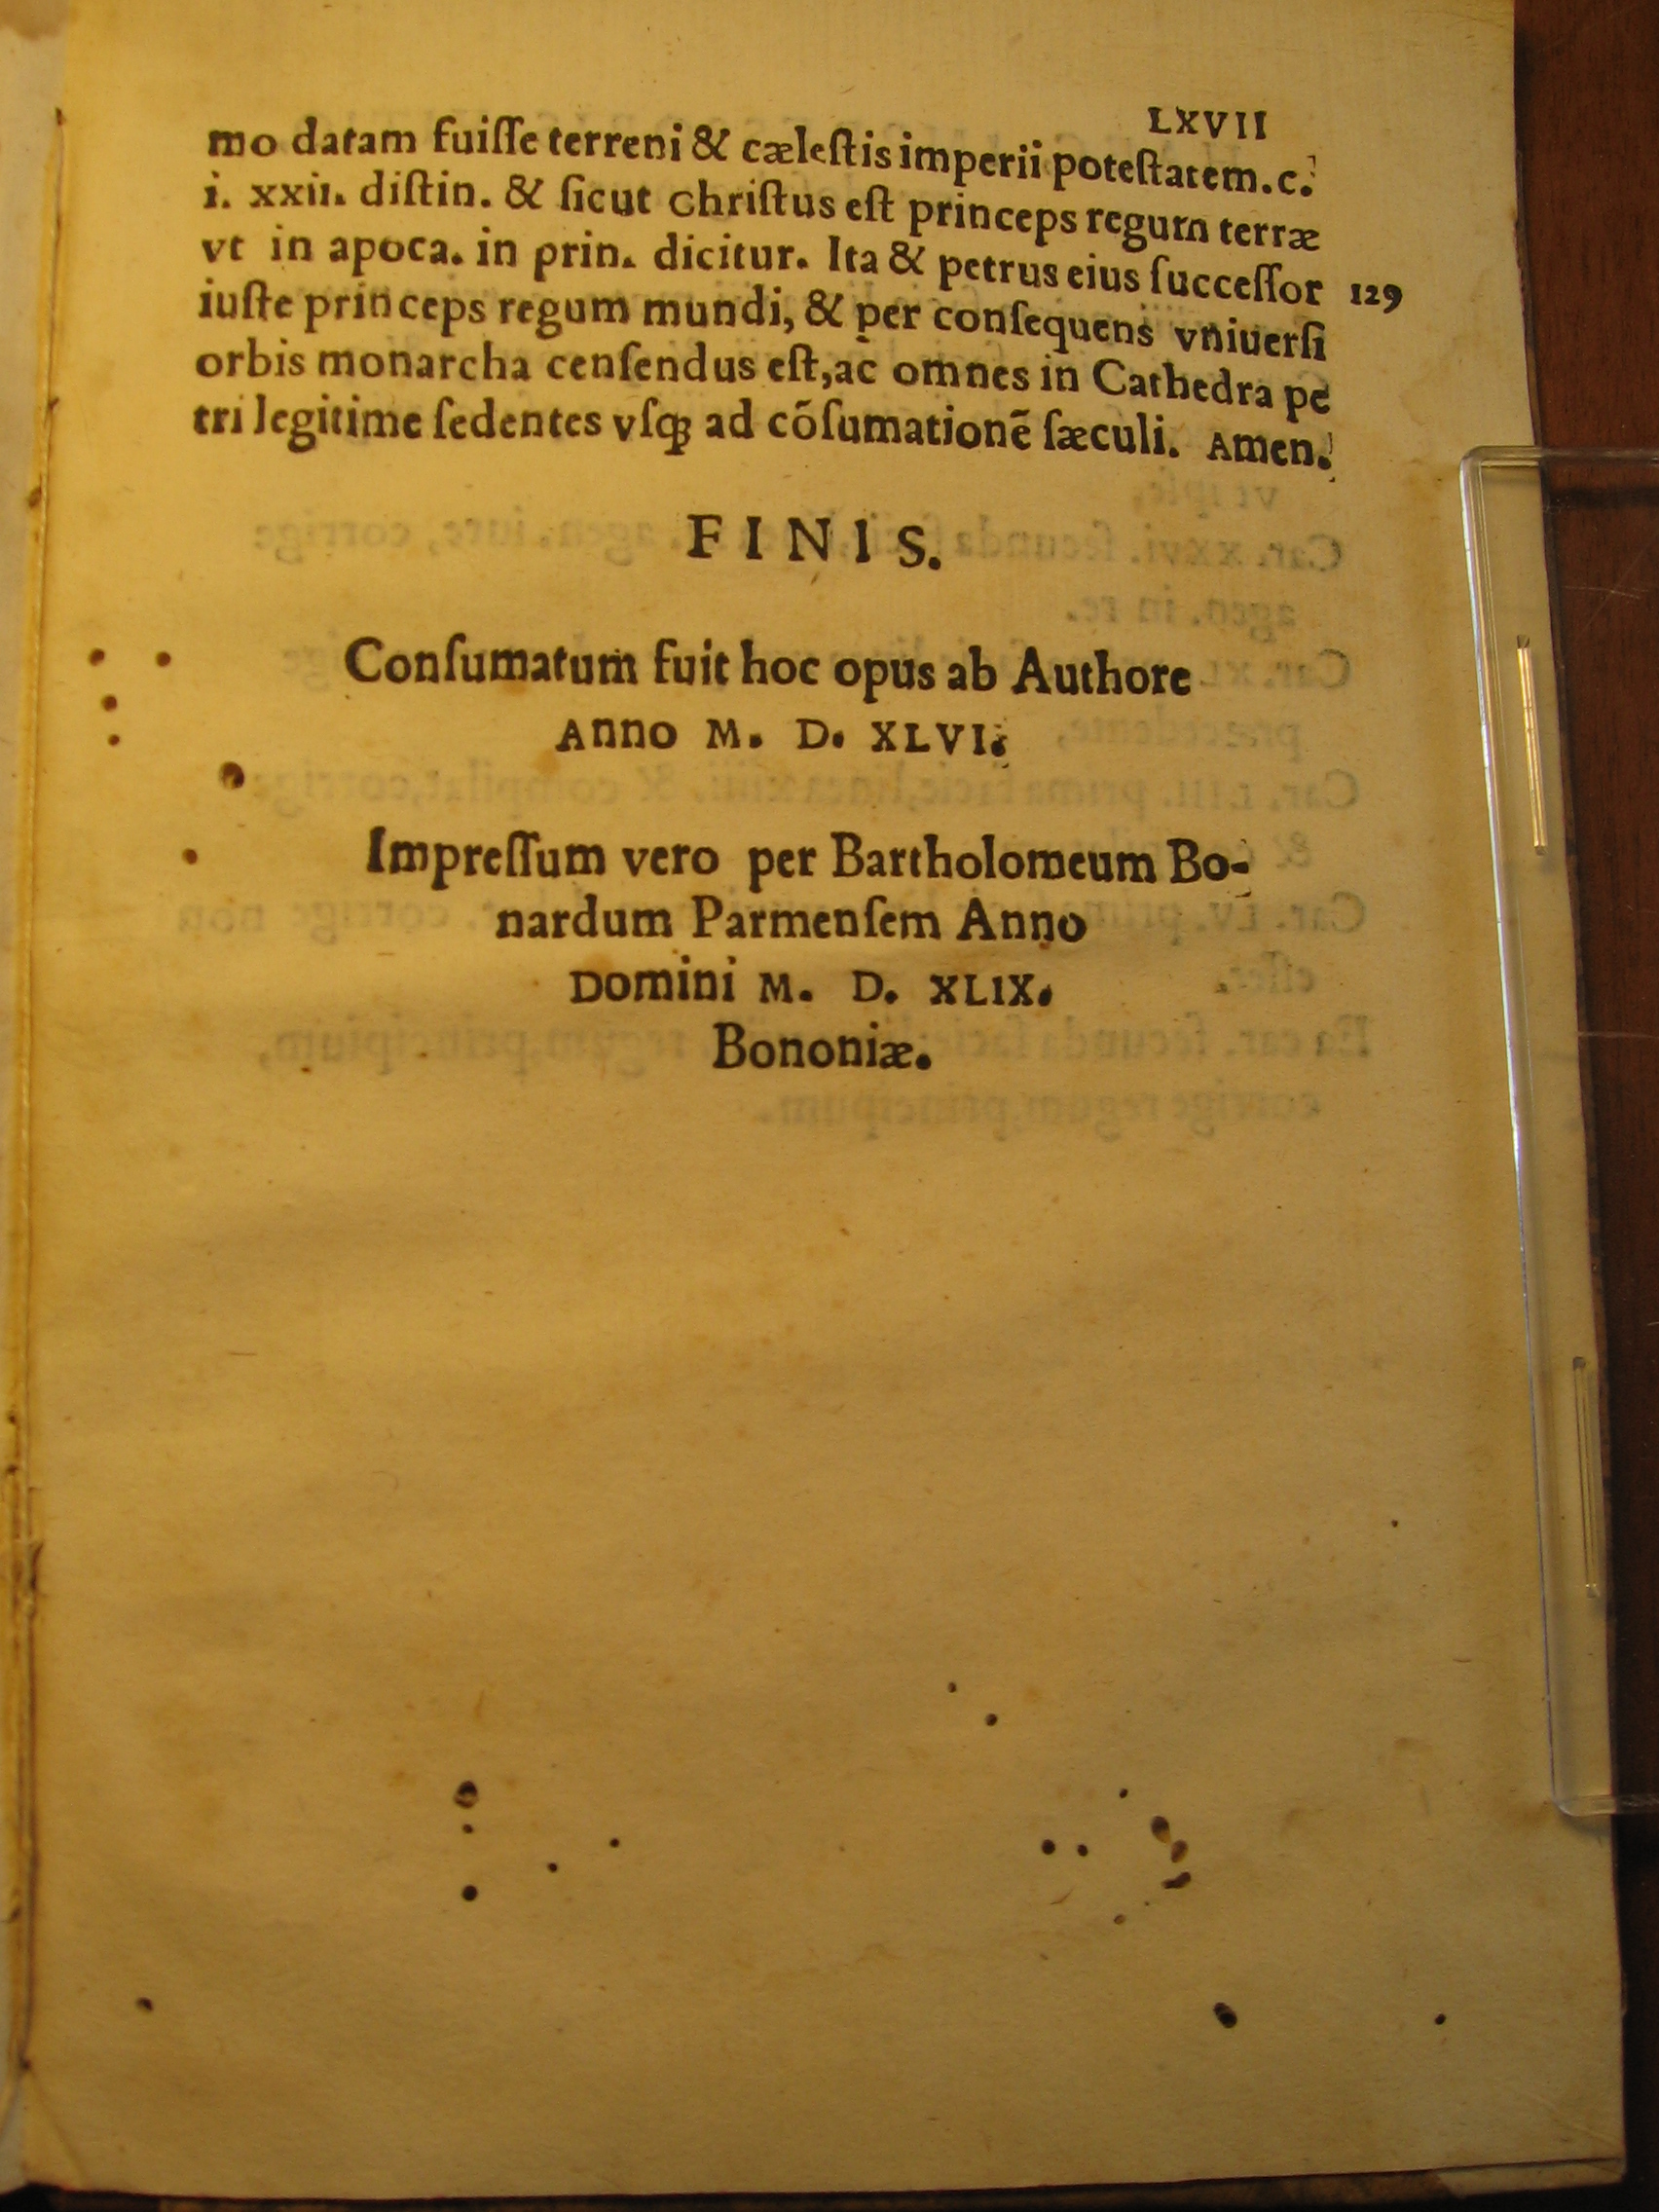 LXVII
mo datam fuiſſe terreni & cæleſtis imperii poteſtatem. c.
i. xxii. diſtin. & ſicut Chriſtus eſt princeps regum terræ
vt in apoca. in prin. dicitur. Ita & petrus eius ſucceſſor 129
iuſte princeps regum mundi, & per conſequens vniuerſi
orbis monarcha cenſendus eſt, ac omnes in Cathedra pe
tri legitime ſedentes vſqꝫ ad cōſumationē ſæculi. Amen.
FINIS.
Conſumatum fuit hoc opus ab Authore
Anno M. D. XLVI.
Impreſſum vero per Bartholomeum Bo-
nardum Parmenſem Anno
Domini M. D. XLIX.
Bononiæ.